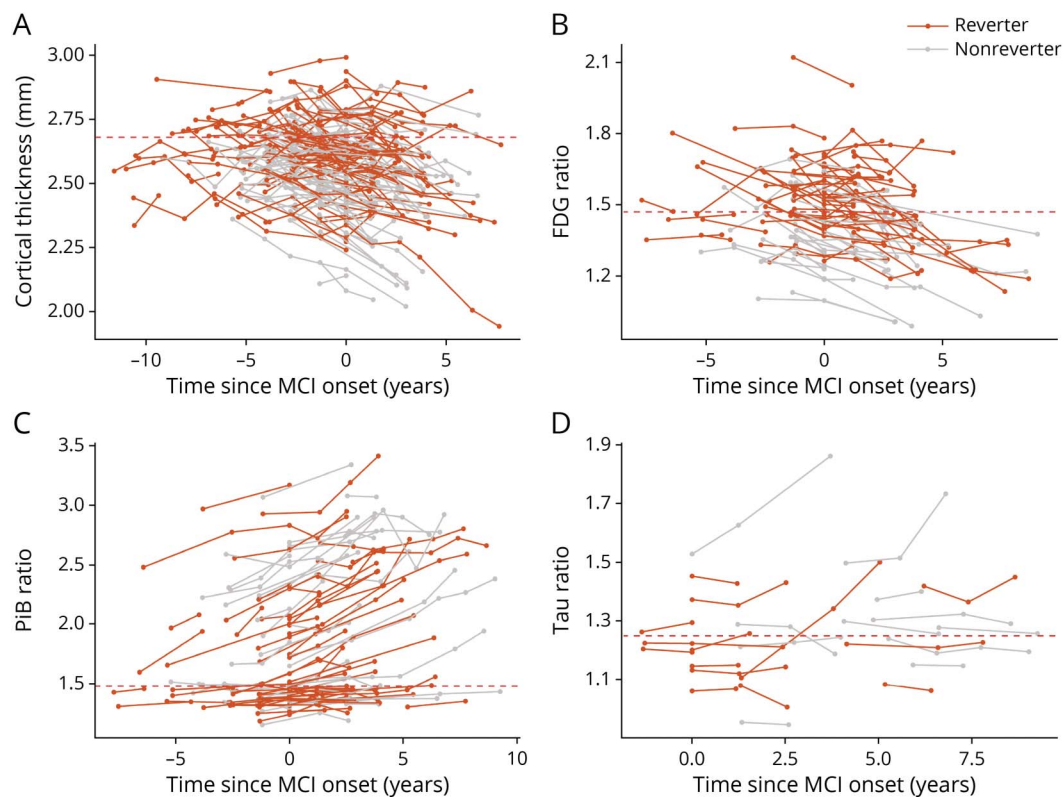 A
Cortical thickness (mm)
3.00
2.75
2.50
2.25
2.00
−10 −5 0 5
Time since MCI onset (years)
B
Reverter
Nonreverter
FDG ratio
2.1
1.8
1.5
1.2
−5 0 5
Time since MCI onset (years)
C
PiB ratio
3.5
3.0
2.5
2.0
1.5
−5 0 5 10
Time since MCI onset (years)
D
Tau ratio
1.9
1.7
1.5
1.3
1.1
0.0 2.5 5.0 7.5
Time since MCI onset (years)